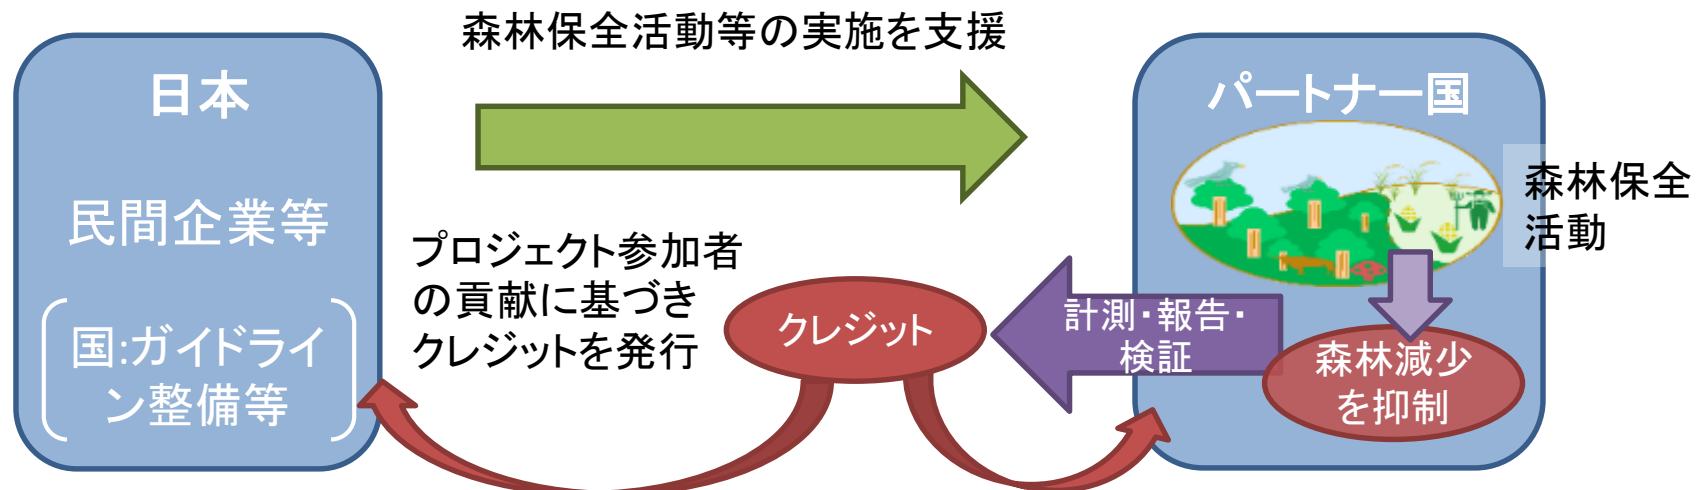 森林保全活動等の実施を支援
日本
民間企業等
国:ガイドライ
ン整備等
プロジェクト参加者
の貢献に基づき
クレジットを発行
クレジット
計測・報告・
検証
パートナー国
森林保全
活動
森林減少
を抑制